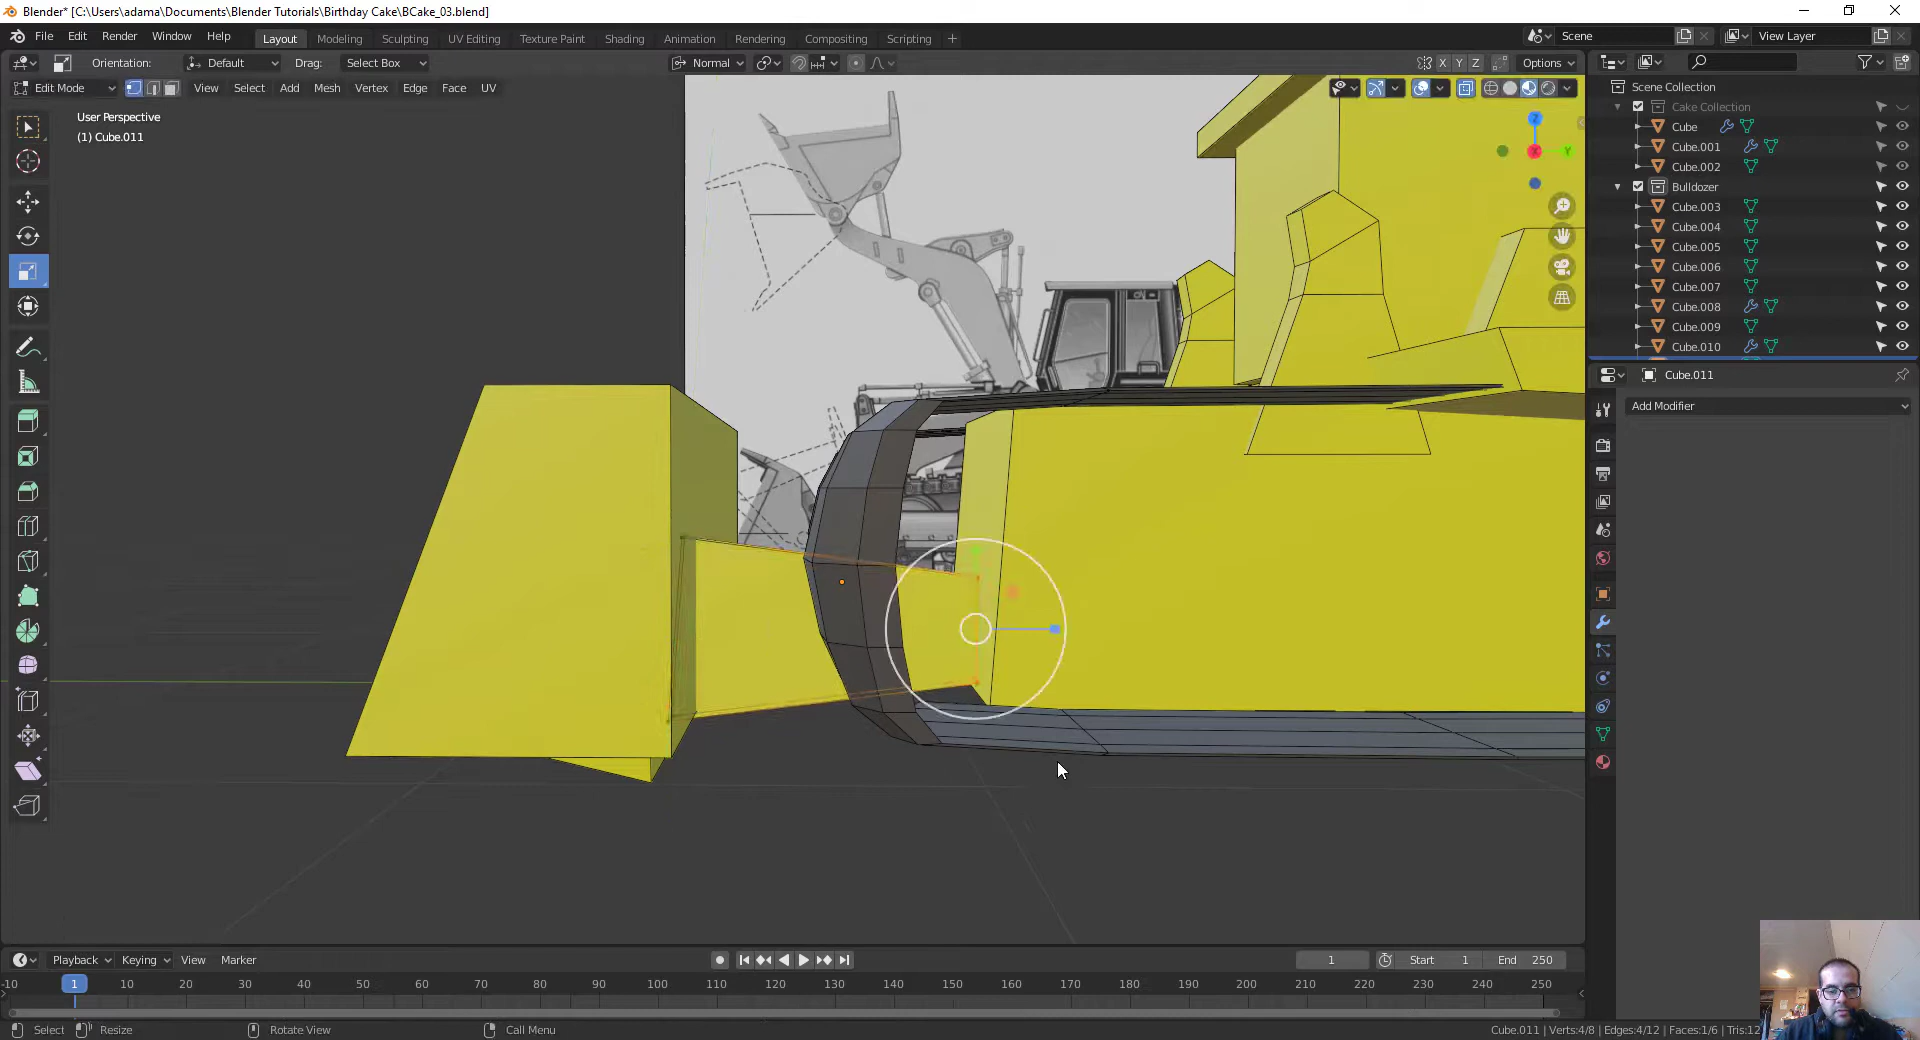 Blender* [C:\Users\adama\Documents\Blender Tutorials\Birthday Cake\BCake_03.blend]
File Edit Render Window Help Layout Modeling Sculpting UV Editing Texture Paint Shading Animation Rendering Compositing Scripting + Scene View Layer
Orientation: Default Drag: Select Box Normal X Y Z Options
Edit Mode View Select Add Mesh Vertex Edge Face UV
User Perspective
(1) Cube.011
Z
X
Y
Scene Collection
Cake Collection
Cube
Cube.001
Cube.002
Bulldozer
Cube.003
Cube.004
Cube.005
Cube.006
Cube.007
Cube.008
Cube.009
Cube.010
Cube.011
Add Modifier
Playback Keying View Marker 1 Start 1 End 250
-10 1 10 20 30 40 50 60 70 80 90 100 110 120 130 140 150 160 170 180 190 200 210 220 230 240 250
Select Resize Rotate View Call Menu Cube.011 | Verts:4/8 | Edges:4/12 | Faces:1/6 | Tris:12